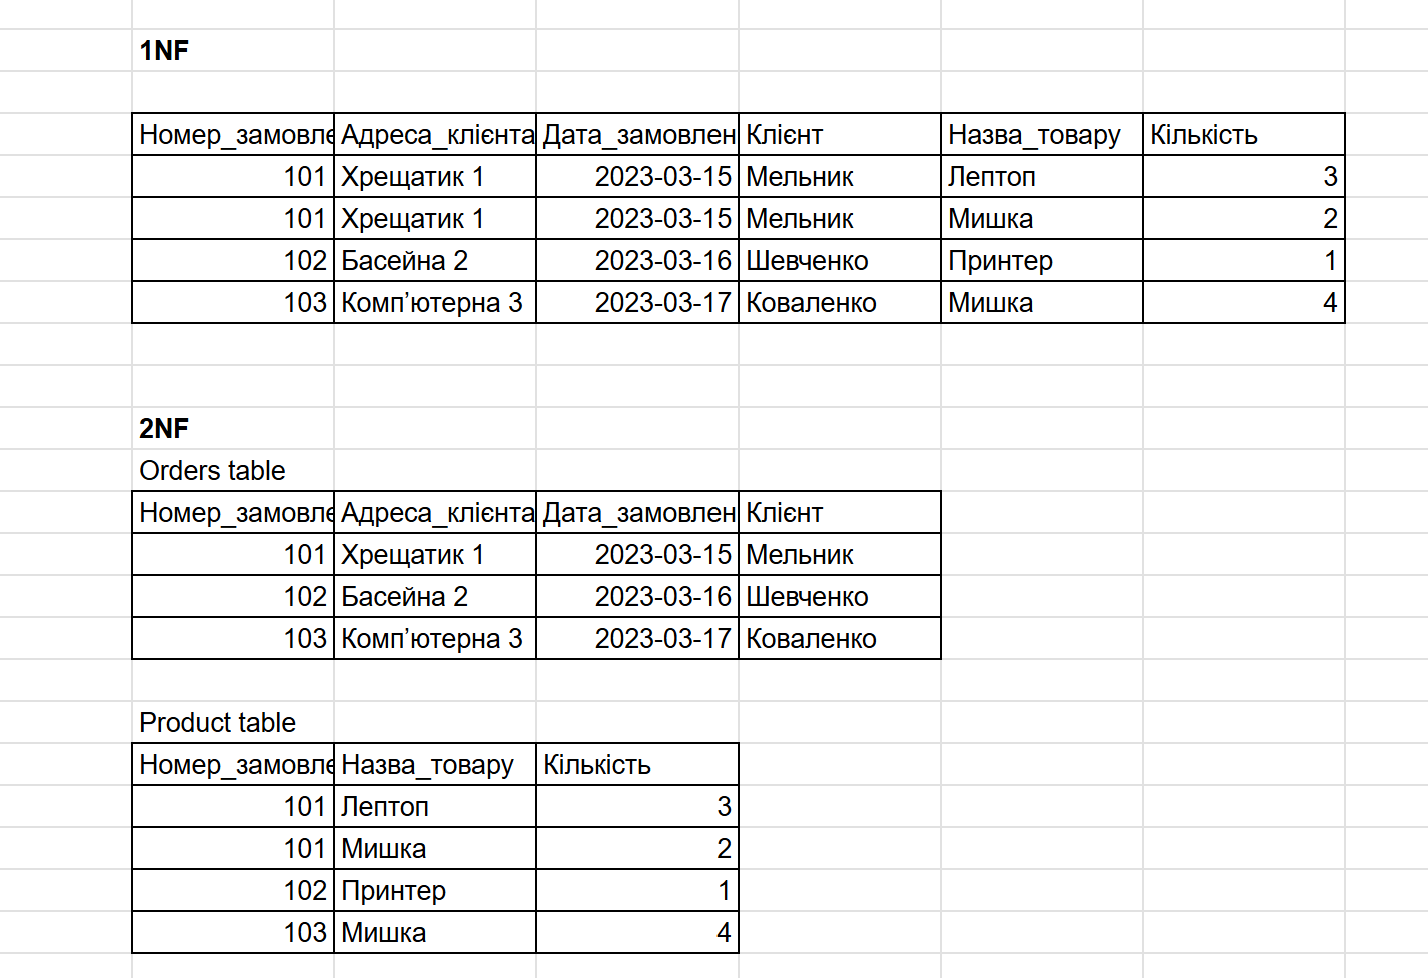 1NF
Номер_замовле Адреса_клієнта Дата_замовлен Клієнт Назва_товару Кількість
101 Хрещатик 1 2023-03-15 Мельник Лептоп 3
101 Хрещатик 1 2023-03-15 Мельник Мишка 2
102 Басейна 2 2023-03-16 Шевченко Принтер 1
103 Комп’ютерна 3 2023-03-17 Коваленко Мишка 4
2NF
Orders table
Номер_замовле Адреса_клієнта Дата_замовлен Клієнт
101 Хрещатик 1 2023-03-15 Мельник
102 Басейна 2 2023-03-16 Шевченко
103 Комп’ютерна 3 2023-03-17 Коваленко
Product table
Номер_замовле Назва_товару Кількість
101 Лептоп 3
101 Мишка 2
102 Принтер 1
103 Мишка 4